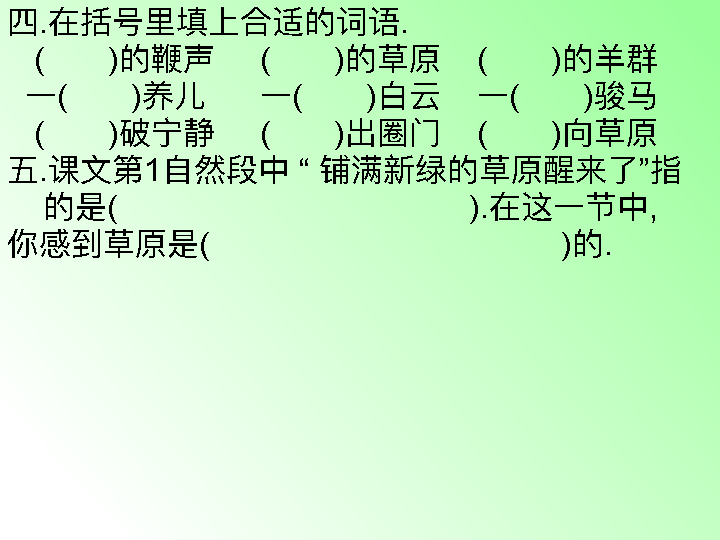 四.在括号里填上合适的词语.
(       )的鞭声     (       )的草原    (       )的羊群
一(       )养儿      一(       )白云    一(       )骏马
(       )破宁静     (       )出圈门    (       )向草原
五.课文第1自然段中 “ 铺满新绿的草原醒来了”指
的是(                                        ).在这一节中,
你感到草原是(                                        )的.